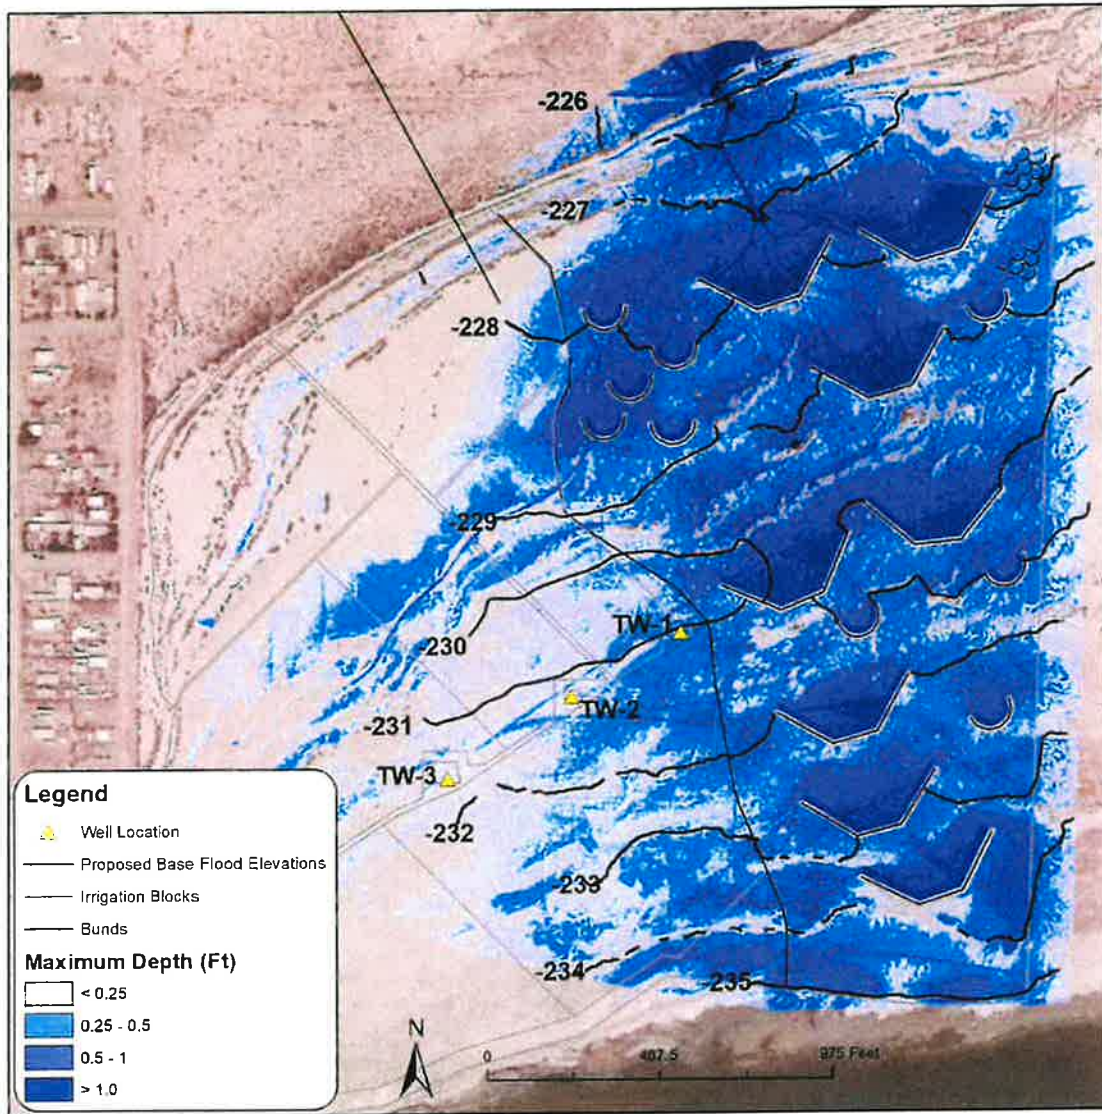 -226
-227
-228
-229
-230
TW-1
-231
TW-2
TW-3
-232
-233
-234
-235
Legend
Well Location
Proposed Base Flood Elevations
Irrigation Blocks
Bunds
Maximum Depth (Ft)
< 0.25
0.25 - 0.5
0.5 - 1
> 1.0
N
0 487.5 975 Feet